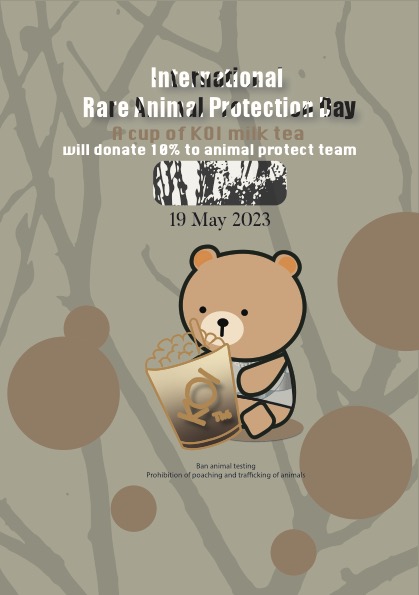 International
Rare Animal Protection Day
A cup of KOI milk tea
will donate 10% to animal protect team
19 May 2023
KOI
Thé
Ban animal testing
Prohibition of poaching and trafficking of animals